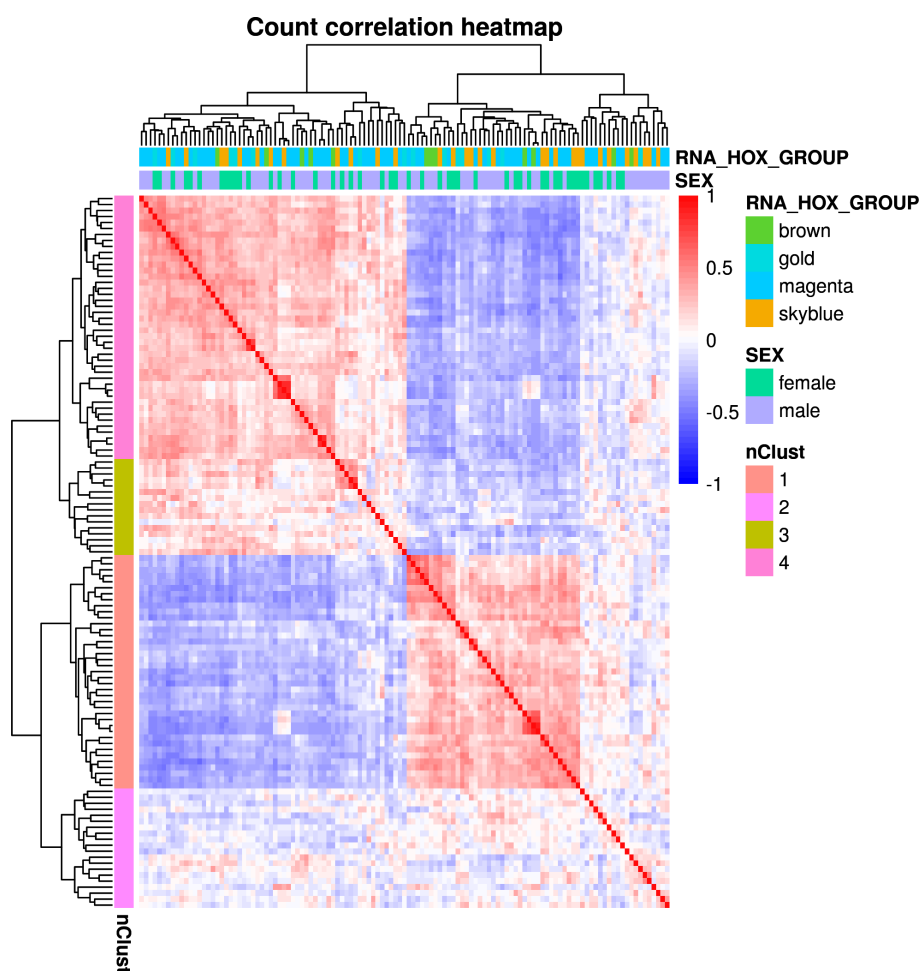 Count correlation heatmap
RNA_HOX_GROUP
SEX
1
0.5
0
-0.5
-1
RNA_HOX_GROUP
brown
gold
magenta
skyblue
SEX
female
male
nClust
1
2
3
4
nClust